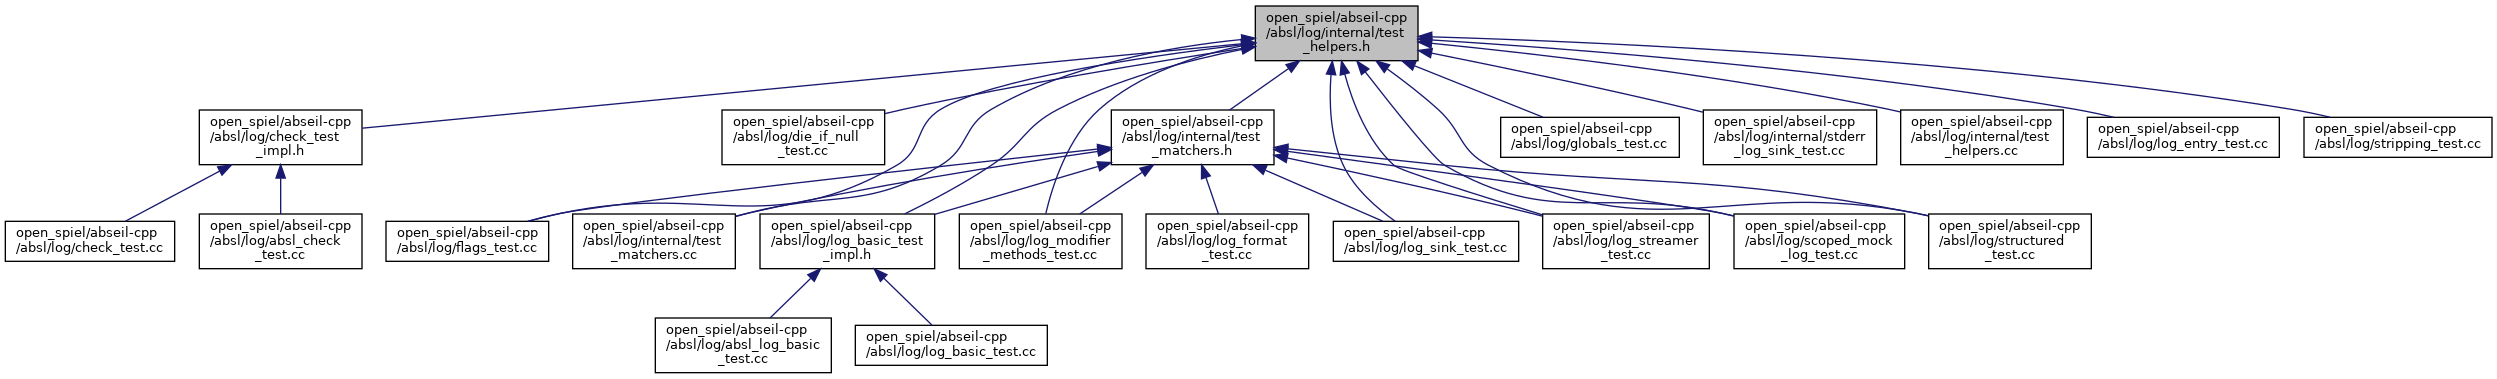 open_spiel/abseil-cpp
/absl/log/internal/test
_helpers.h
open_spiel/abseil-cpp
/absl/log/check_test
_impl.h
open_spiel/abseil-cpp
/absl/log/die_if_null
_test.cc
open_spiel/abseil-cpp
/absl/log/internal/test
_matchers.h
open_spiel/abseil-cpp
/absl/log/globals_test.cc
open_spiel/abseil-cpp
/absl/log/internal/stderr
_log_sink_test.cc
open_spiel/abseil-cpp
/absl/log/internal/test
_helpers.cc
open_spiel/abseil-cpp
/absl/log/log_entry_test.cc
open_spiel/abseil-cpp
/absl/log/stripping_test.cc
open_spiel/abseil-cpp
/absl/log/check_test.cc
open_spiel/abseil-cpp
/absl/log/absl_check
_test.cc
open_spiel/abseil-cpp
/absl/log/flags_test.cc
open_spiel/abseil-cpp
/absl/log/internal/test
_matchers.cc
open_spiel/abseil-cpp
/absl/log/log_basic_test
_impl.h
open_spiel/abseil-cpp
/absl/log/log_modifier
_methods_test.cc
open_spiel/abseil-cpp
/absl/log/log_format
_test.cc
open_spiel/abseil-cpp
/absl/log/log_sink_test.cc
open_spiel/abseil-cpp
/absl/log/log_streamer
_test.cc
open_spiel/abseil-cpp
/absl/log/scoped_mock
_log_test.cc
open_spiel/abseil-cpp
/absl/log/structured
_test.cc
open_spiel/abseil-cpp
/absl/log/absl_log_basic
_test.cc
open_spiel/abseil-cpp
/absl/log/log_basic_test.cc